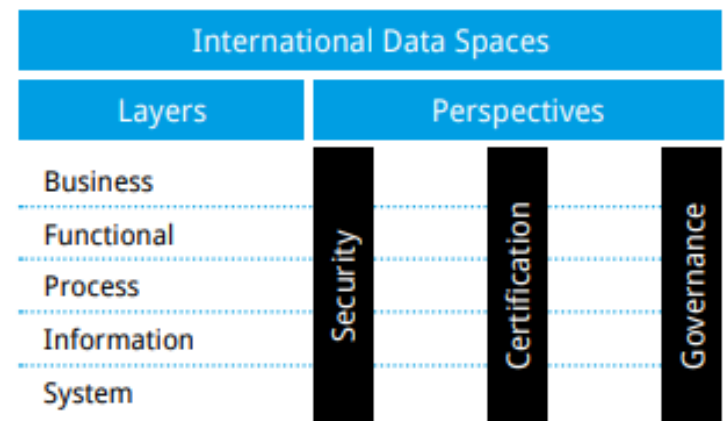 International Data Spaces
Layers
Perspectives
Business
Functional
Process
Information
System
Security
Certification
Governance